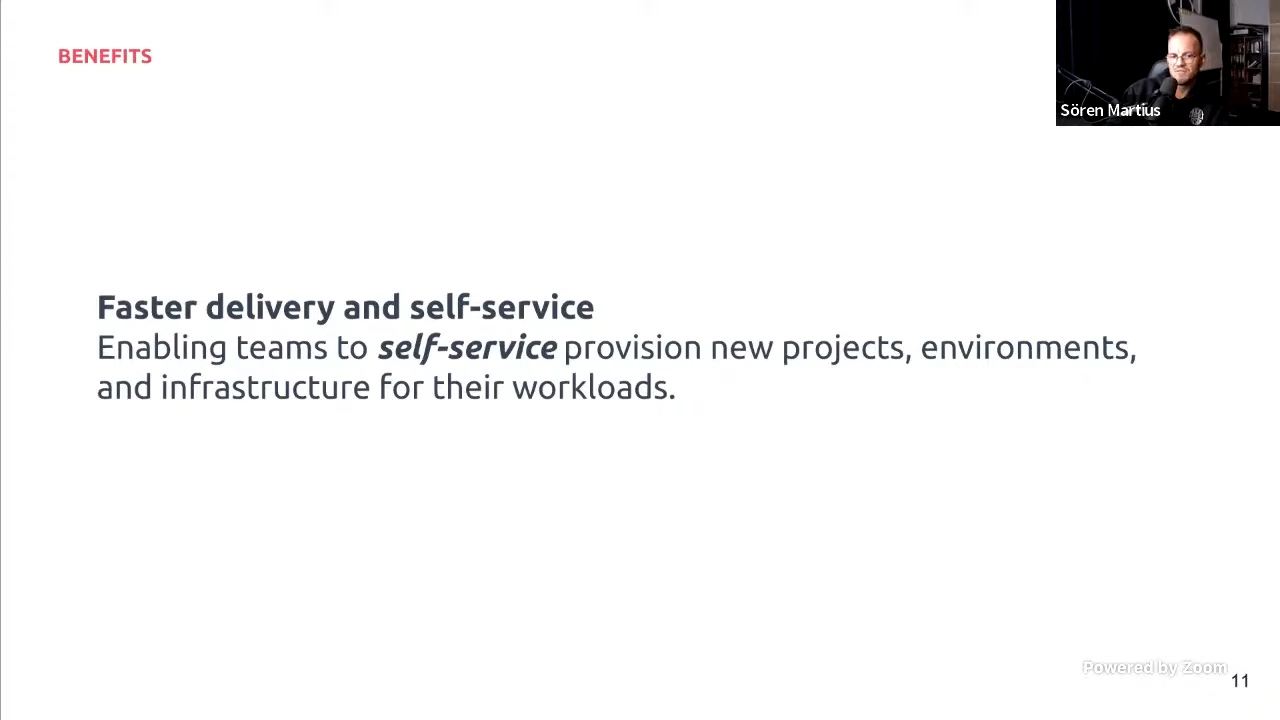 BENEFITS
Sören Martius
Faster delivery and self-service
Enabling teams to self-service provision new projects, environments,
and infrastructure for their workloads.
Powered by Zoom
11